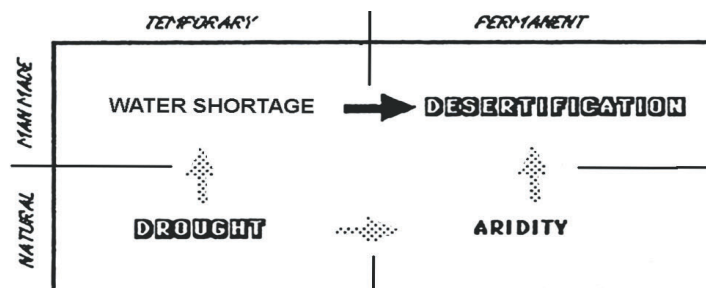 TEMPORARY PERMANENT
MAN MADE
WATER SHORTAGE DESERTIFICATION
NATURAL
DROUGHT ARIDITY